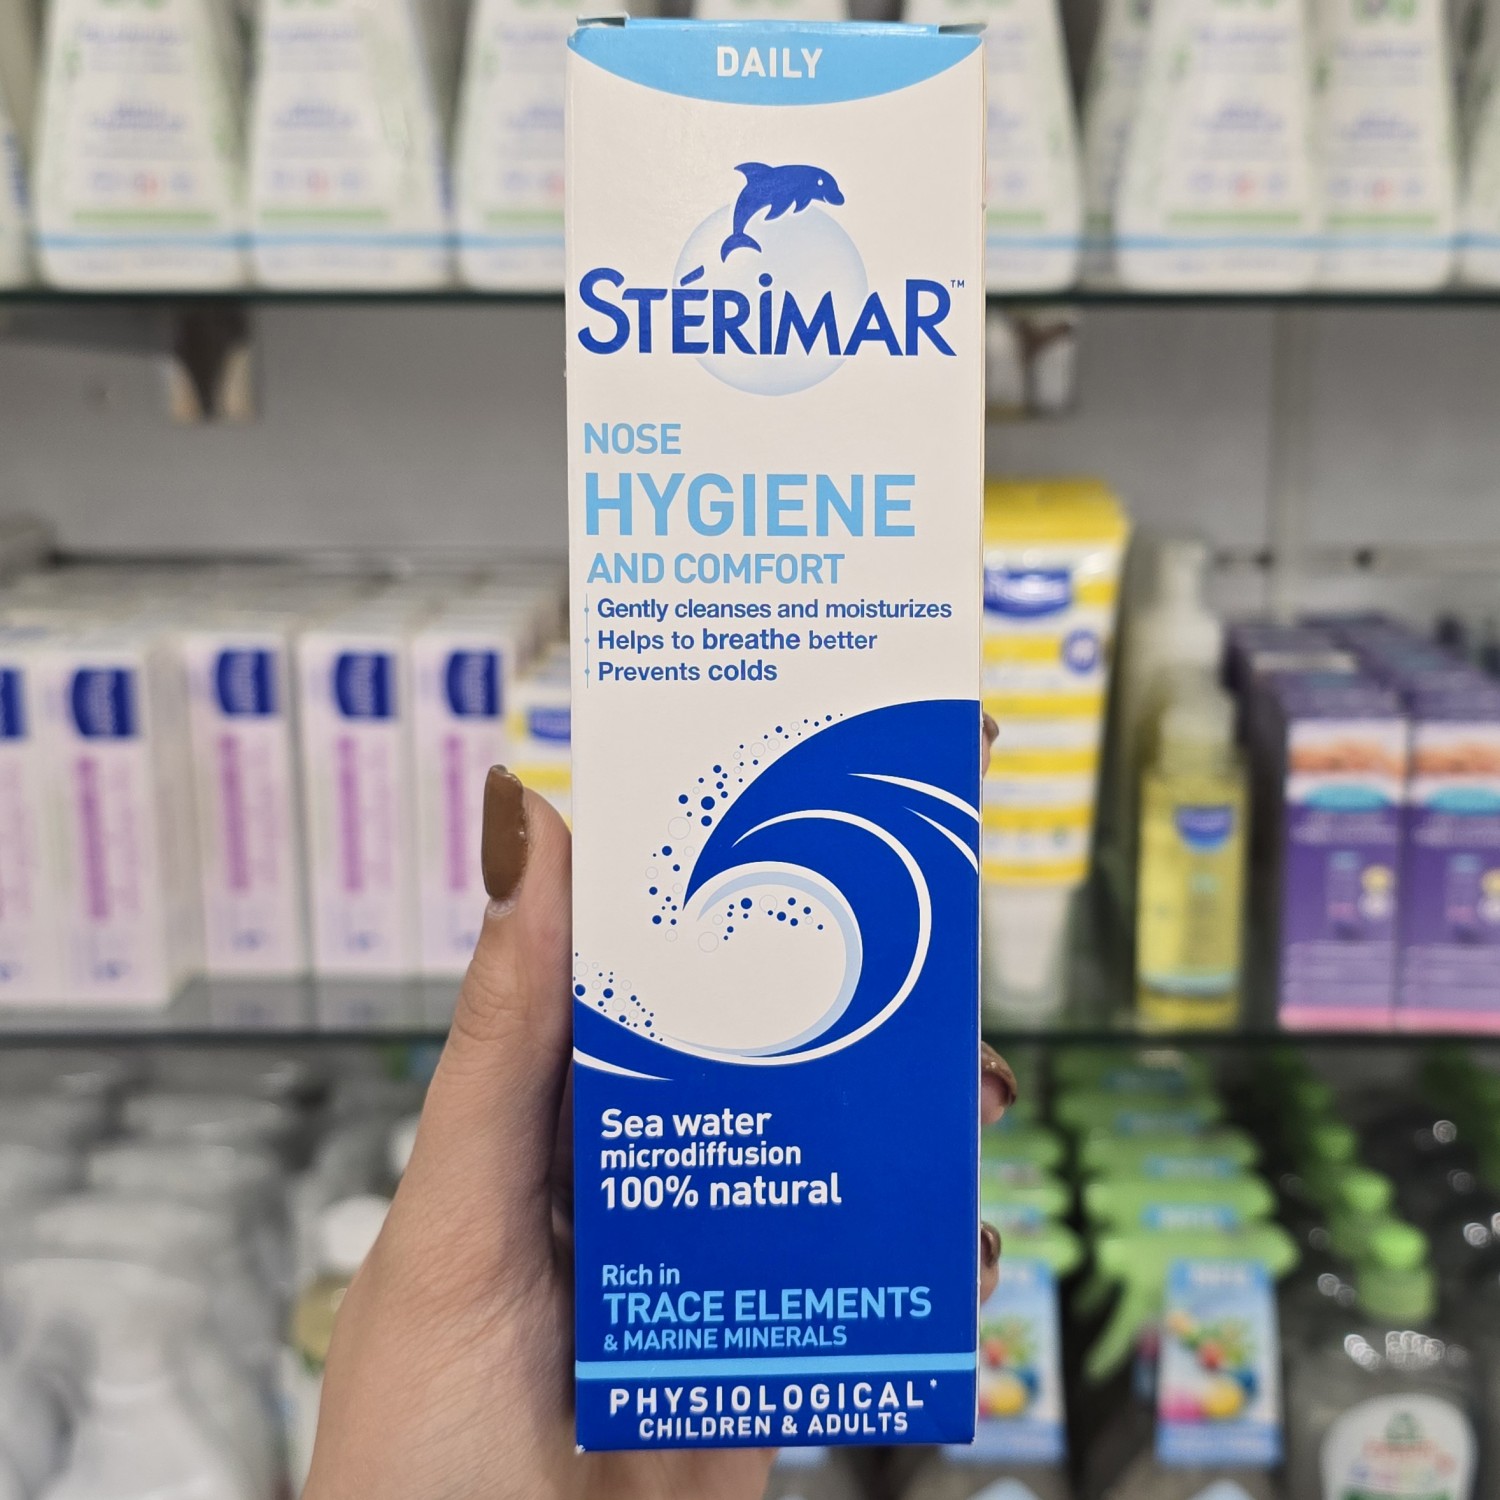 DAILY
STÉRIMAR™
NOSE
HYGIENE
AND COMFORT
Gently cleanses and moisturizes
Helps to breathe better
Prevents colds
Sea water
microdiffusion
100% natural
Rich in
TRACE ELEMENTS
& MARINE MINERALS
PHYSIOLOGICAL*
CHILDREN & ADULTS